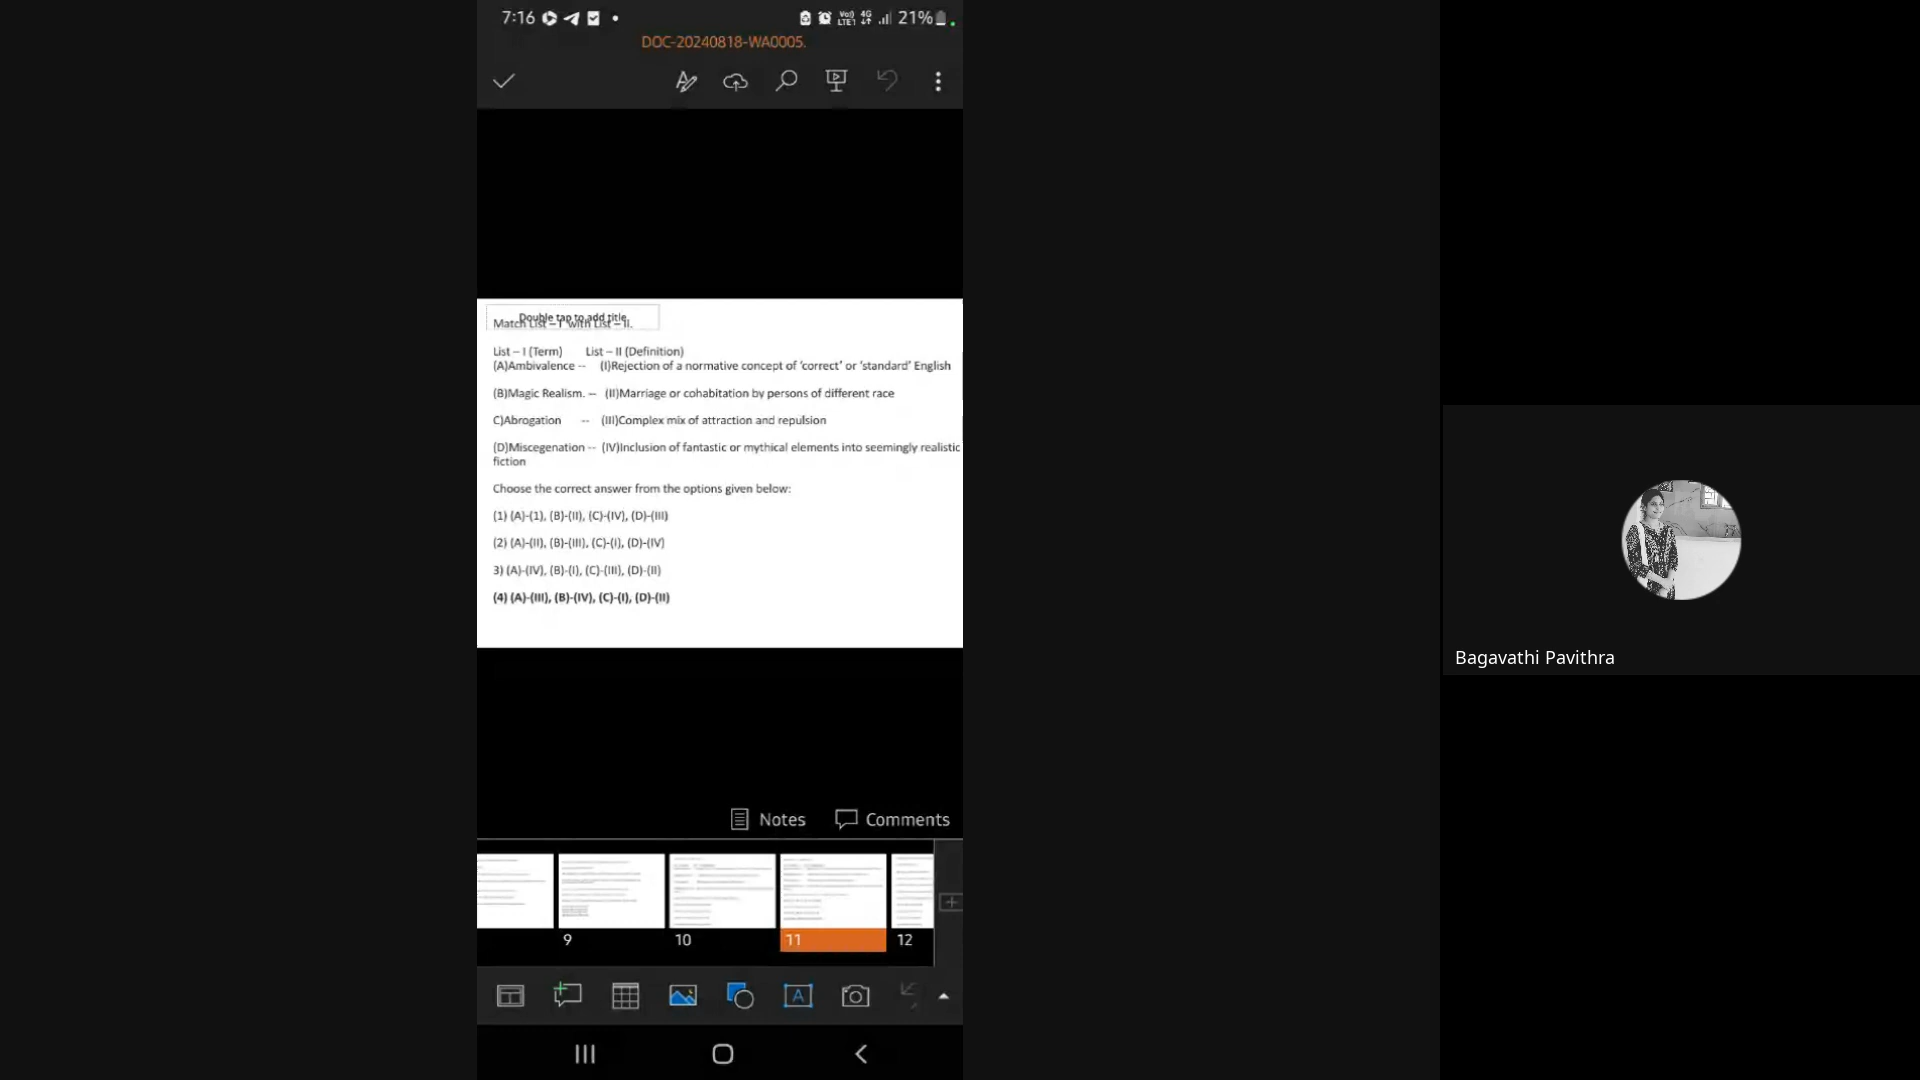 7:16
Vo))
LTE1
4G
21%
DOC-20240818-WA0005.
Double tap to add title
Match List – I with List – II.
List – I (Term) List – II (Definition)
(A)Ambivalence -- (I)Rejection of a normative concept of ‘correct’ or ‘standard’ English
(B)Magic Realism. -- (II)Marriage or cohabitation by persons of different race
C)Abrogation -- (III)Complex mix of attraction and repulsion
(D)Miscegenation -- (IV)Inclusion of fantastic or mythical elements into seemingly realistic
fiction
Choose the correct answer from the options given below:
(1) (A)-(1), (B)-(II), (C)-(IV), (D)-(III)
(2) (A)-(II), (B)-(III), (C)-(I), (D)-(IV)
3) (A)-(IV), (B)-(I), (C)-(III), (D)-(II)
(4) (A)-(III), (B)-(IV), (C)-(I), (D)-(II)
Notes Comments
9 10 11 12
Bagavathi Pavithra